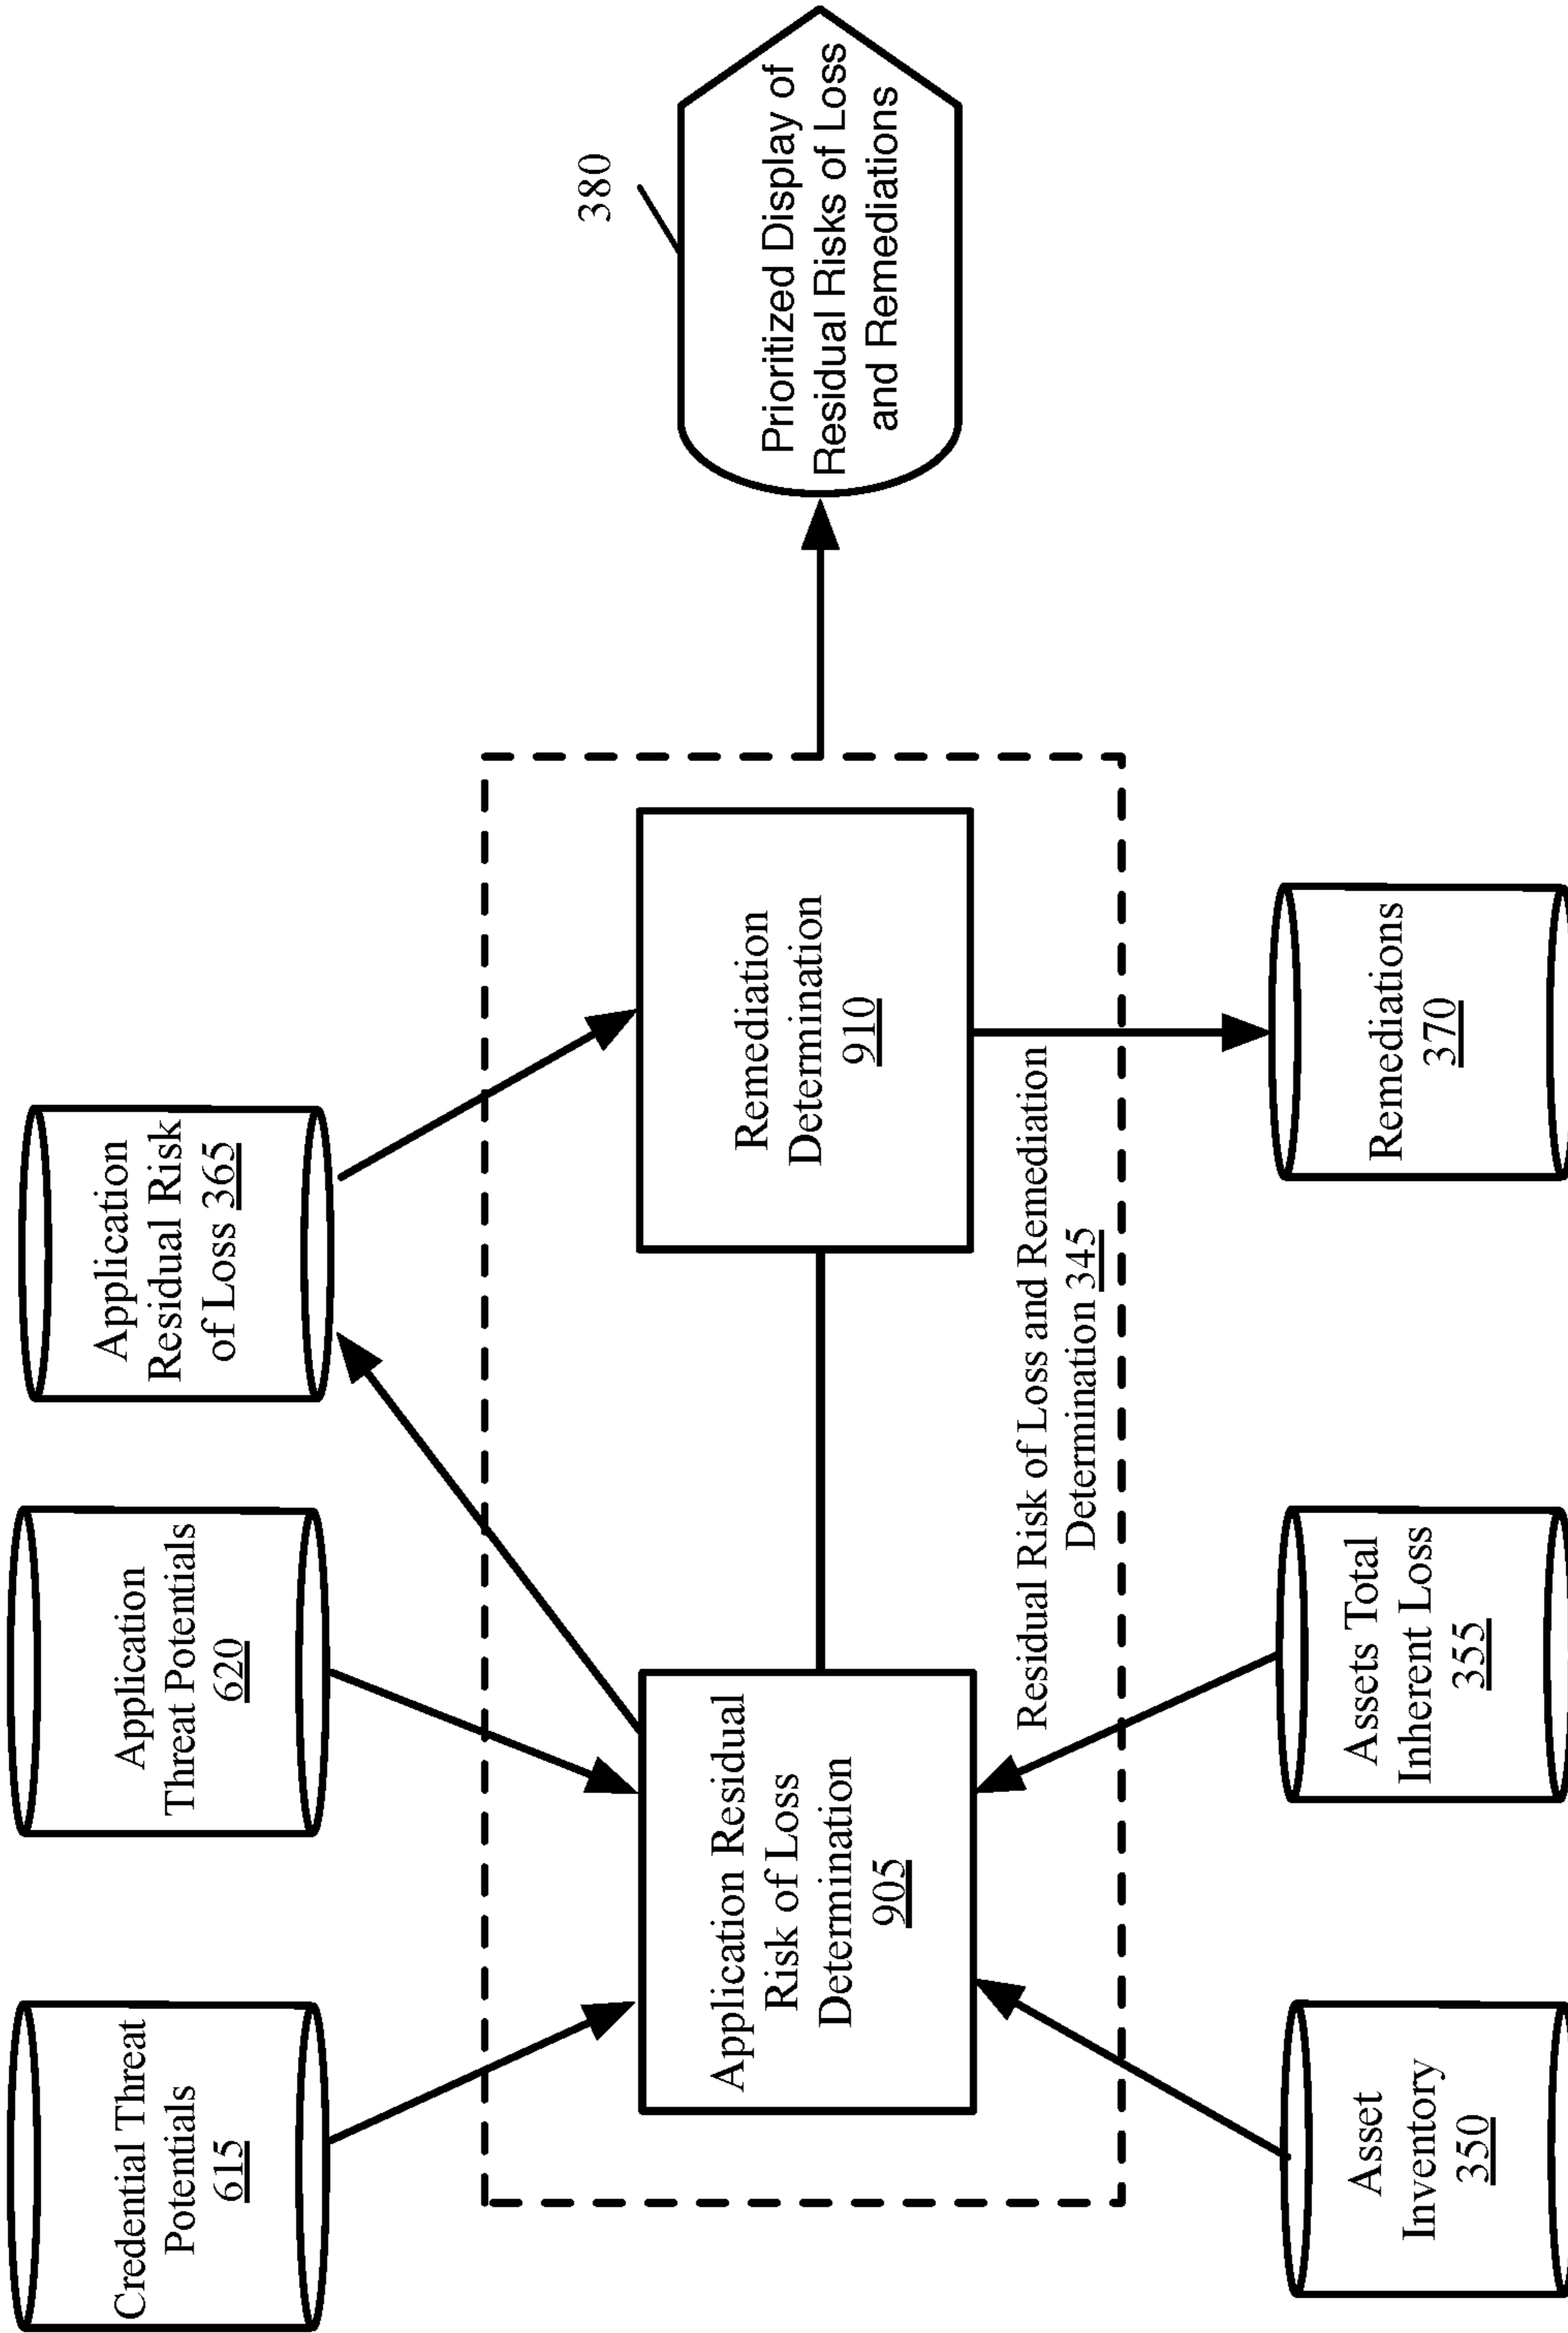 Credential Threat
Potentials
615
Application
Threat Potentials
620
Application
Residual Risk
of Loss 365
Application Residual
Risk of Loss
Determination
905
Remediation
Determination
910
Residual Risk of Loss and Remediation
Determination 345
380
Prioritized Display of
Residual Risks of Loss
and Remediations
Asset
Inventory
350
Assets Total
Inherent Loss
355
Remediations
370